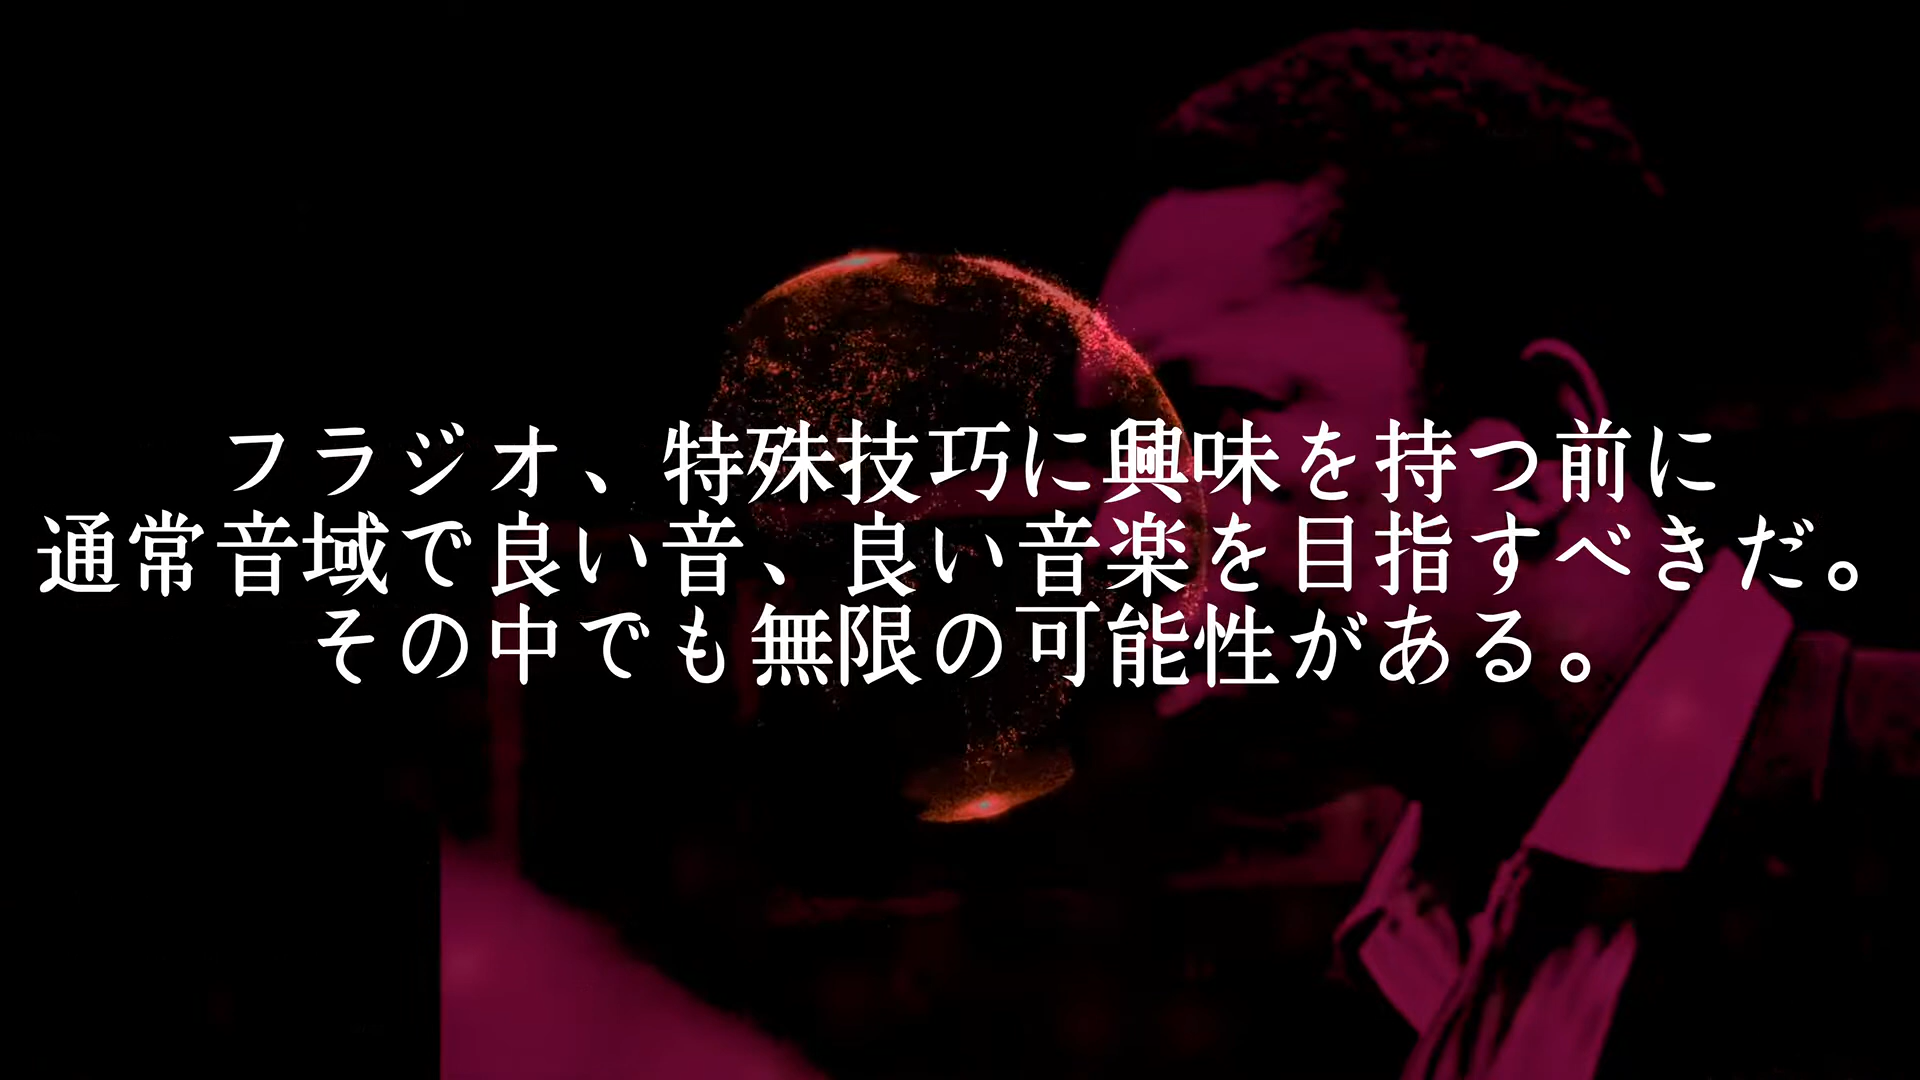 フラジオ、特殊技巧に興味を持つ前に
通常音域で良い音、良い音楽を目指すべきだ。
その中でも無限の可能性がある。